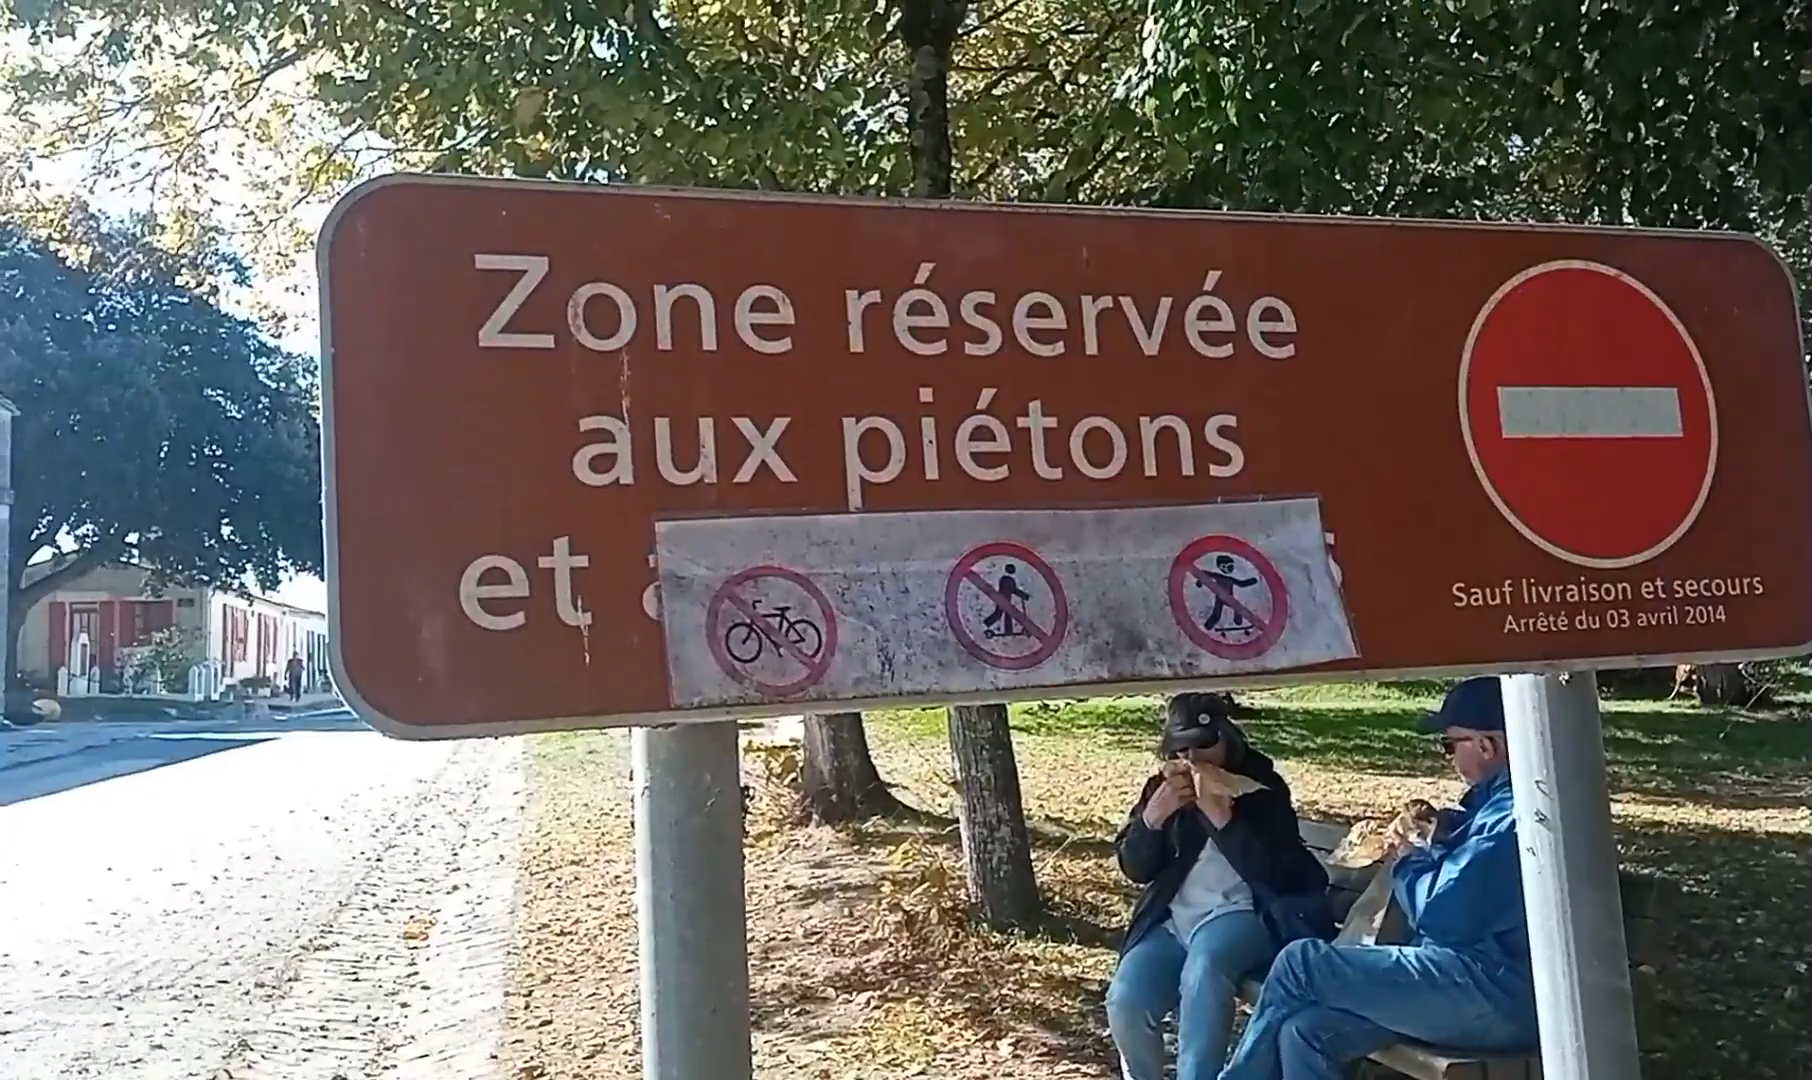 Zone réservée
aux piétons
et
Sauf livraison et secours
Arrêté du 03 avril 2014